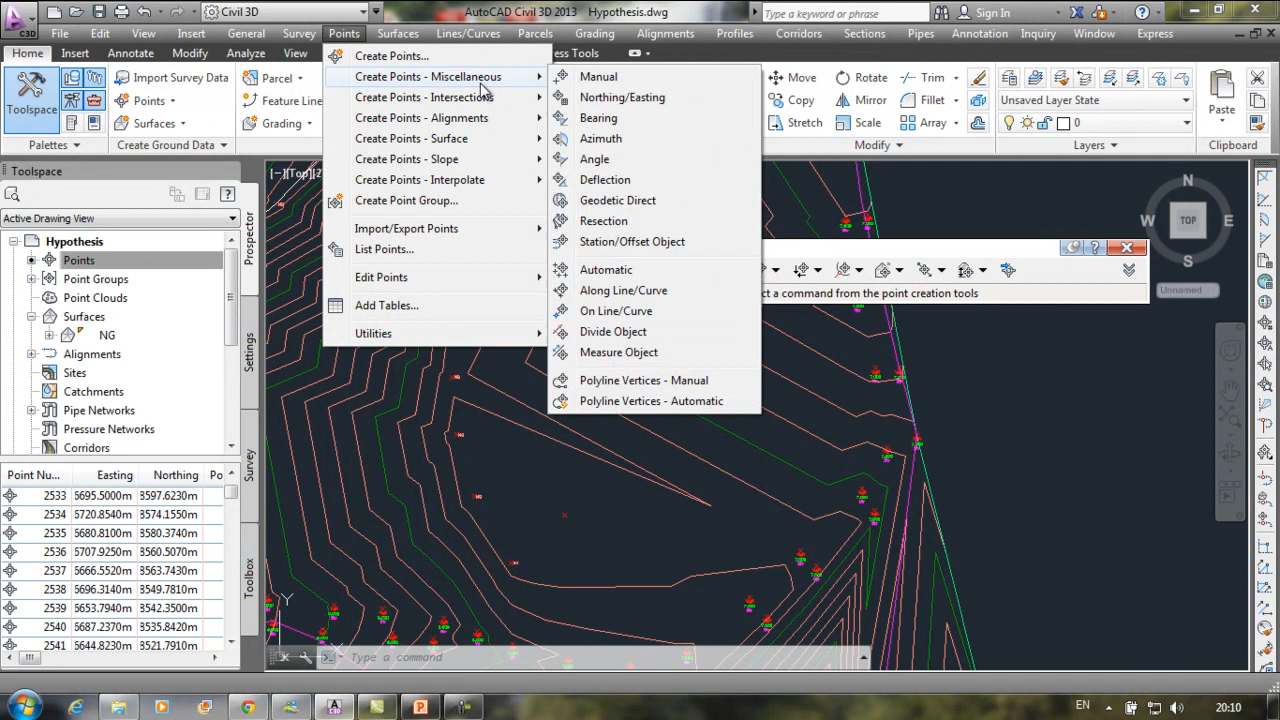 Civil 3D
AutoCAD Civil 3D 2013 Hypothesis.dwg
Type a keyword or phrase
Sign In
C3D
File Edit View Insert General Survey Points Surfaces Lines/Curves Parcels Grading Alignments Profiles Corridors Sections Pipes Annotation Inquiry Window Express
Home Insert Annotate Modify Analyze View
ss Tools
Toolspace
Import Survey Data
Points
Surfaces
Parcel
Feature Line
Grading
Palettes
Create Ground Data
Create Points...
Create Points - Miscellaneous
Create Points - Intersections
Create Points - Alignments
Create Points - Surface
Create Points - Slope
Create Points - Interpolate
Create Point Group...
Import/Export Points
List Points...
Edit Points
Add Tables...
Utilities
Manual
Northing/Easting
Bearing
Azimuth
Angle
Deflection
Geodetic Direct
Resection
Station/Offset Object
Automatic
Along Line/Curve
On Line/Curve
Divide Object
Measure Object
Polyline Vertices - Manual
Polyline Vertices - Automatic
Move Rotate Trim
Copy Mirror Fillet
Stretch Scale Array
Modify
Unsaved Layer State
0
Layers
Paste
Clipboard
Toolspace
Active Drawing View
Hypothesis
Points
Point Groups
Point Clouds
Surfaces
NG
Alignments
Sites
Catchments
Pipe Networks
Pressure Networks
Corridors
Prospector
Settings
Survey
Toolbox
Point Nu... Easting Northing Po
2533 5695.5000m 3597.6230m
2534 5720.8540m 3574.1550m
2535 5680.8100m 3580.3740m
2536 5707.9250m 3560.5070m
2537 5666.5920m 3563.7430m
2538 5696.3140m 3549.7810m
2539 5653.7940m 3542.3500m
2540 5687.2370m 3535.8420m
2541 5644.8230m 3521.7910m
[−][Top][2
ct a command from the point creation tools
N
W TOP E
S
Unnamed
Y
Type a command
EN
20:10